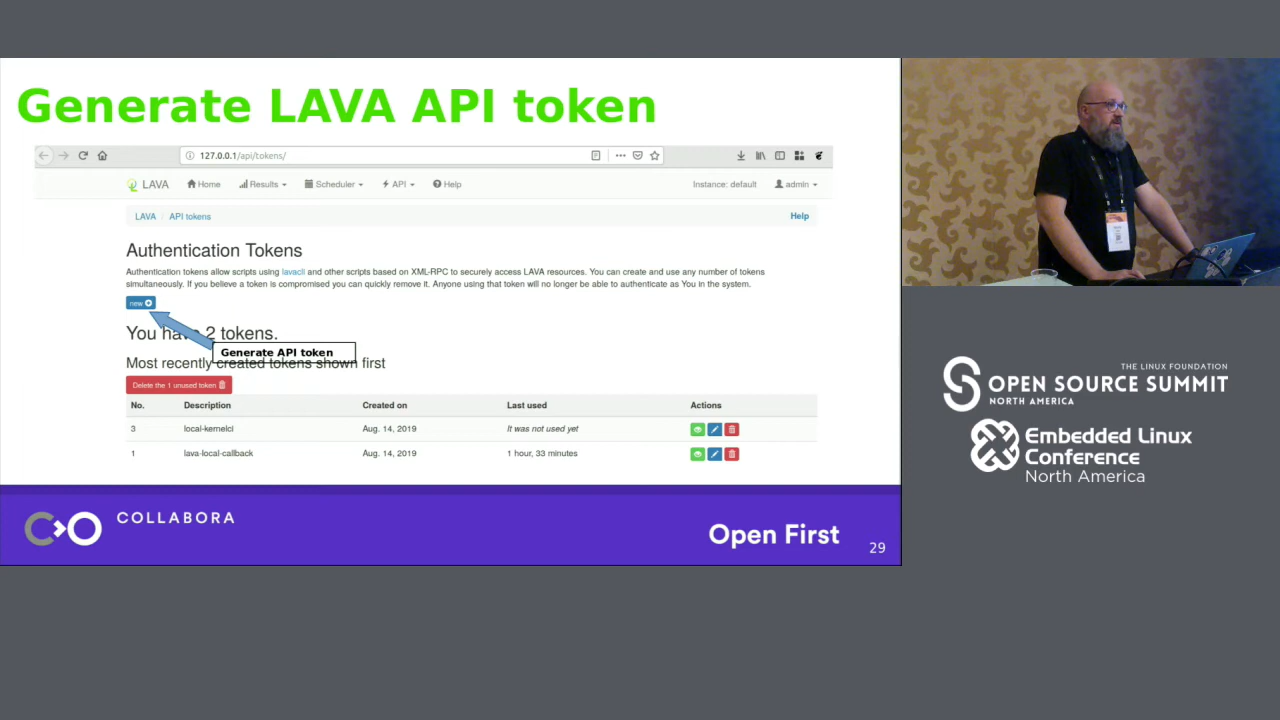 Generate LAVA API token
127.0.0.1/api/tokens/
LAVA Home Results Scheduler API Help Instance: default admin
LAVA / API tokens Help
Authentication Tokens
Authentication tokens allow scripts using lavacli and other scripts based on XML-RPC to securely access LAVA resources. You can create and use any number of tokens
simultaneously. If you believe a token is compromised you can quickly remove it. Anyone using that token will no longer be able to authenticate as You in the system.
new
You have 2 tokens.
Generate API token
Most recently created tokens shown first
Delete the 1 unused token
No. Description Created on Last used Actions
3 local-kernelci Aug. 14, 2019 It was not used yet
1 lava-local-callback Aug. 14, 2019 1 hour, 33 minutes
COLLABORA
Open First
29
THE LINUX FOUNDATION
OPEN SOURCE SUMMIT
NORTH AMERICA
Embedded Linux
Conference
North America